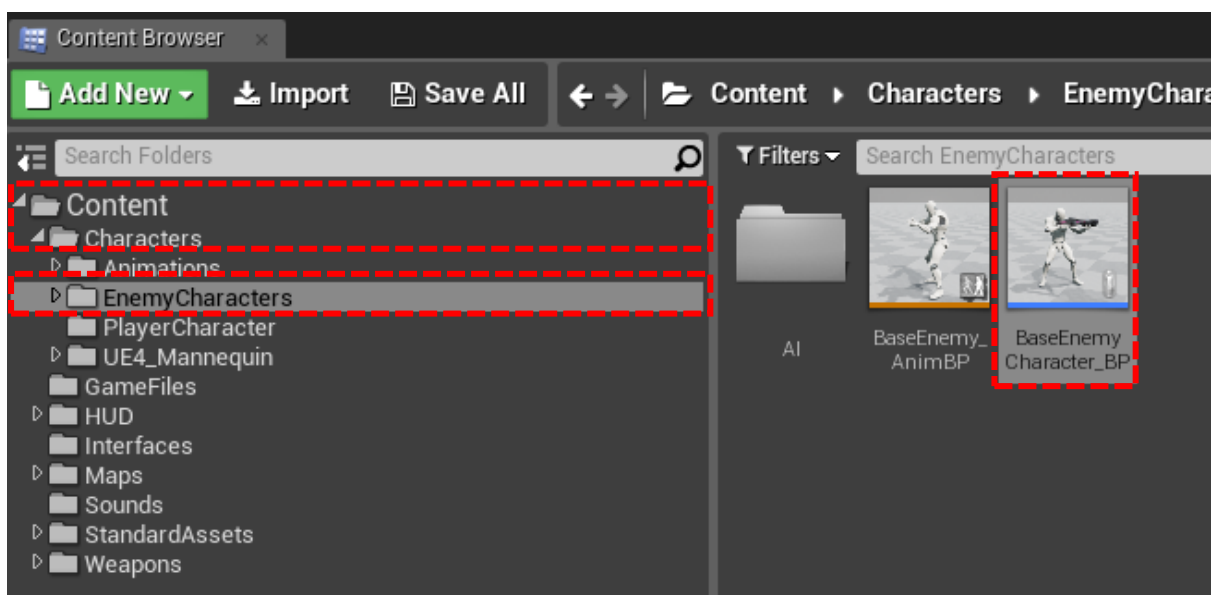 Content Browser
Add New
Import
Save All
Content
Characters
EnemyChara
Search Folders
Filters
Search EnemyCharacters
Content
Characters
Animations
EnemyCharacters
PlayerCharacter
UE4_Mannequin
GameFiles
HUD
Interfaces
Maps
Sounds
StandardAssets
Weapons
AI
BaseEnemy_
AnimBP
BaseEnemy
Character_BP